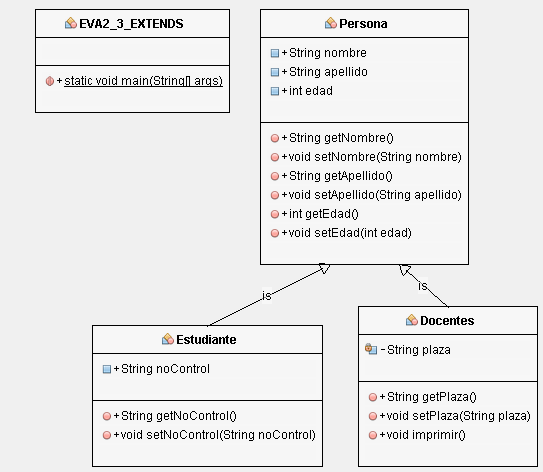 EVA2_3_EXTENDS
+static void main(String[] args)
Persona
+String nombre
+String apellido
+int edad
+String getNombre()
+void setNombre(String nombre)
+String getApellido()
+void setApellido(String apellido)
+int getEdad()
+void setEdad(int edad)
is
is
Estudiante
+String noControl
+String getNoControl()
+void setNoControl(String noControl)
Docentes
-String plaza
+String getPlaza()
+void setPlaza(String plaza)
+void imprimir()